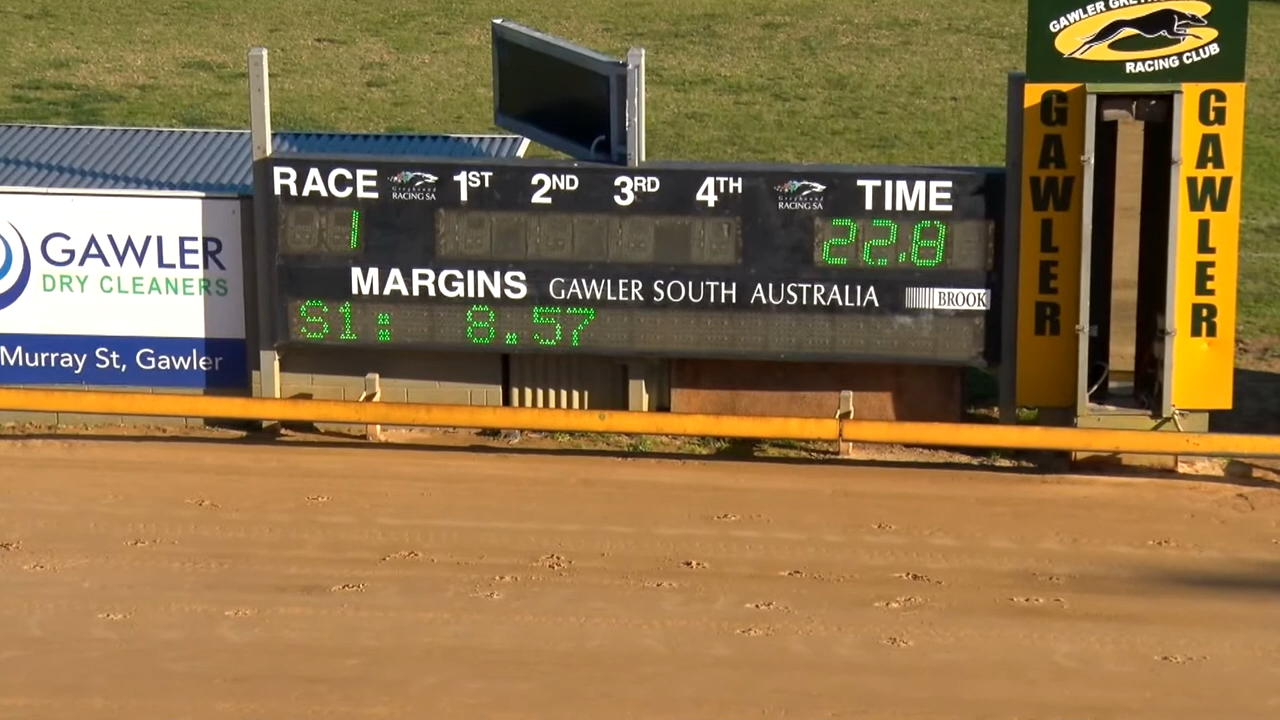 GAWLER GREYHOUND
RACING CLUB
GAWLER
GAWLER
RACE
Greyhound
RACING SA
1ST
2ND
3RD
4TH
Greyhound
RACING SA
TIME
1
22.8
MARGINS
GAWLER SOUTH AUSTRALIA
BROOK
S1: 8.57
GAWLER
DRY CLEANERS
Murray St, Gawler